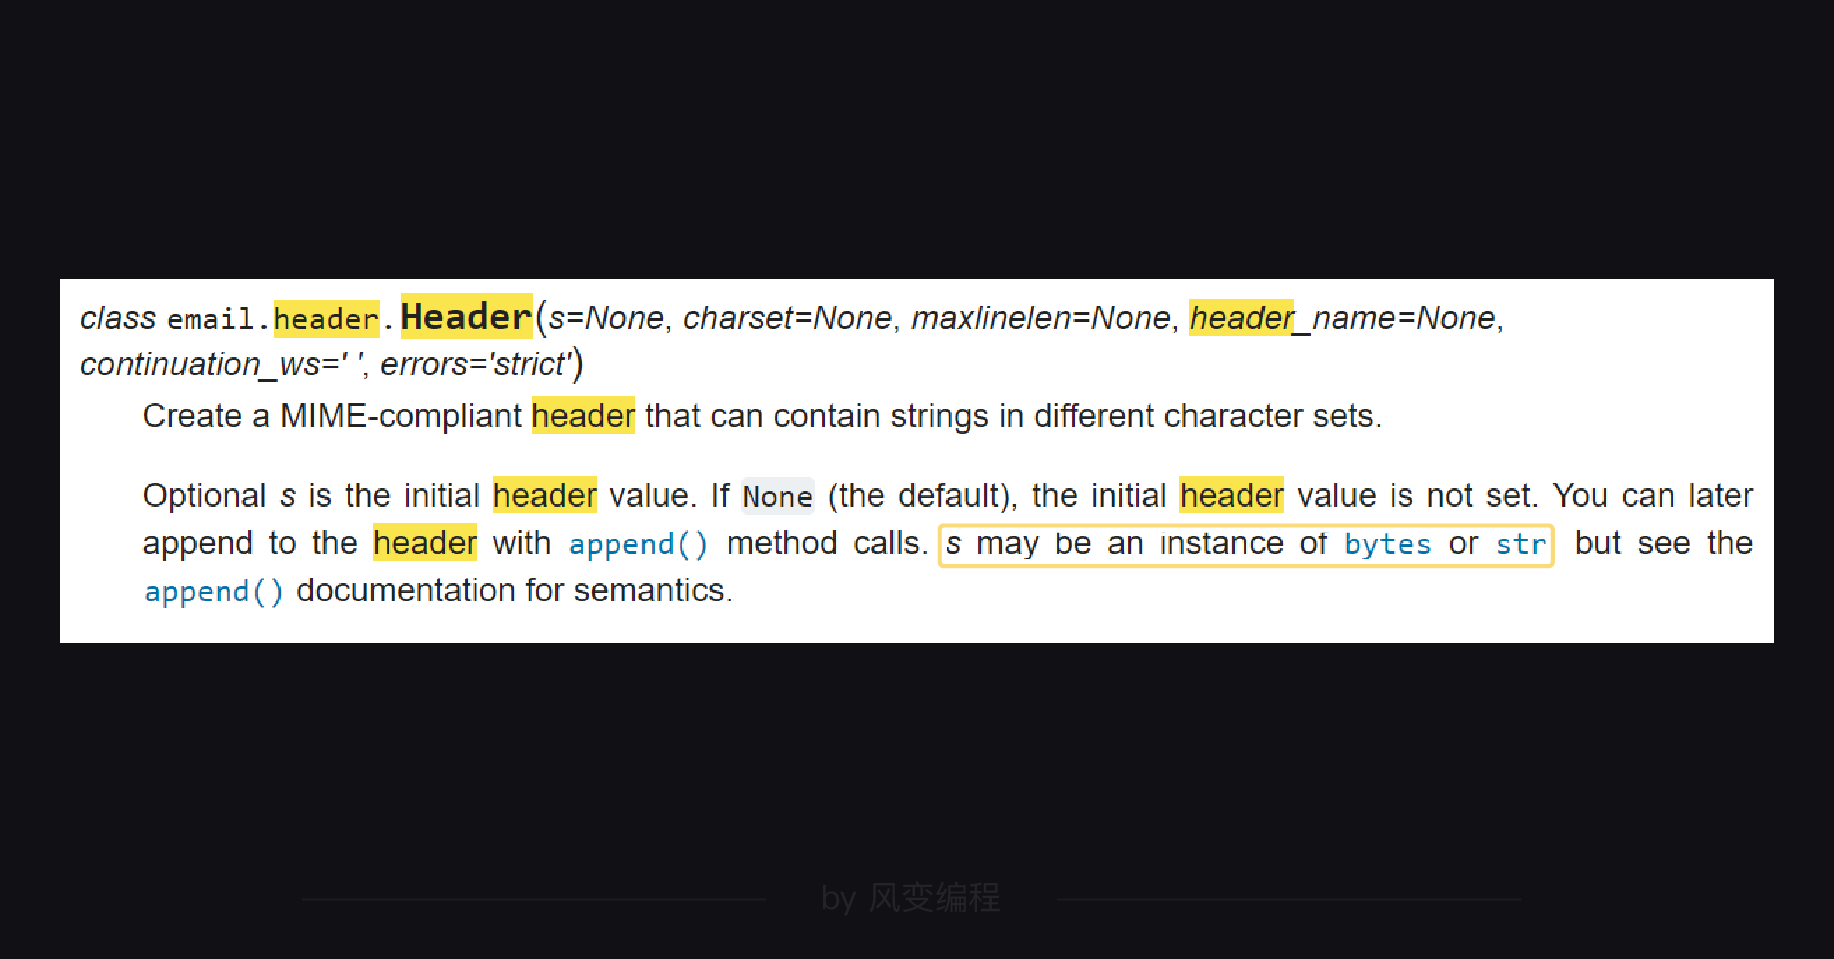 class email.header.Header(s=None, charset=None, maxlinelen=None, header_name=None,
continuation_ws=' ', errors='strict')
Create a MIME-compliant header that can contain strings in different character sets.
Optional s is the initial header value. If None (the default), the initial header value is not set. You can later
append to the header with append() method calls. s may be an instance of bytes or str but see the
append() documentation for semantics.
by 风变编程